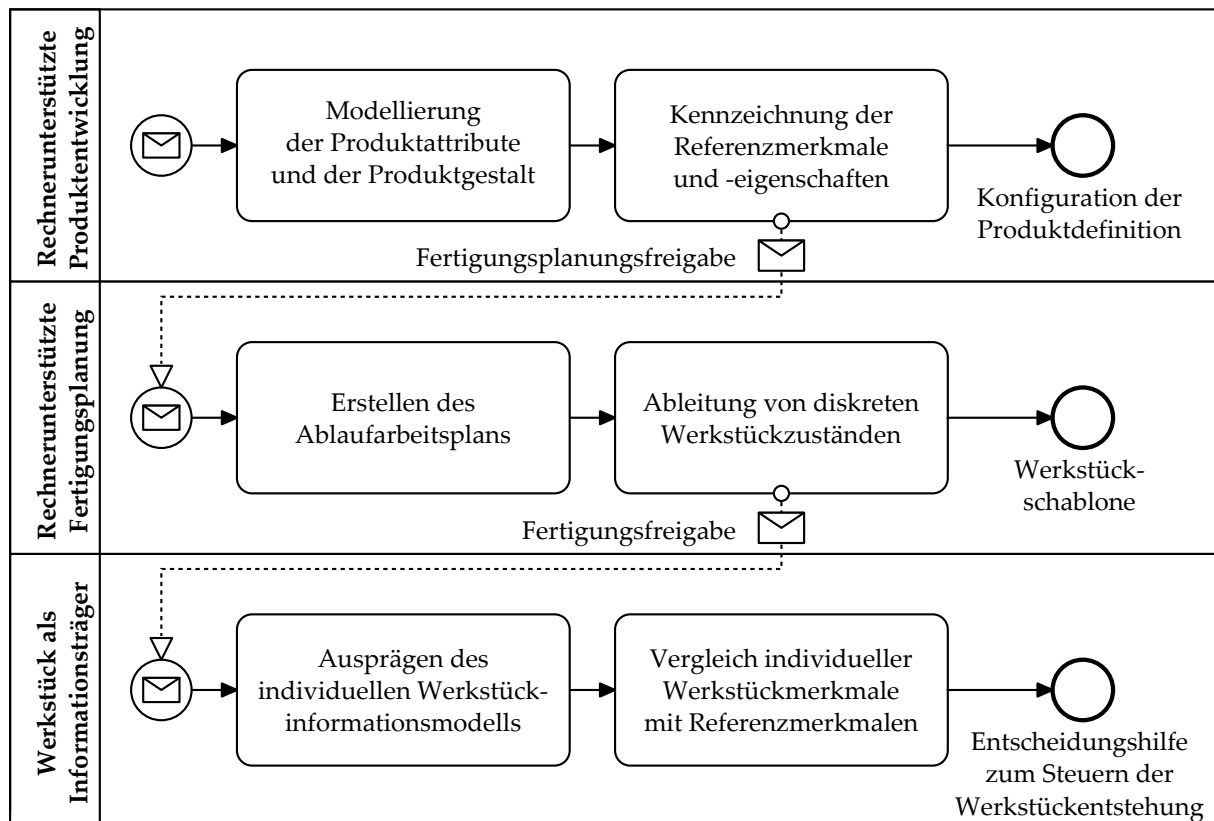 Rechnerunterstützte
Produktentwicklung
Modellierung
der Produktattribute
und der Produktgestalt
Kennzeichnung der
Referenzmerkmale
und -eigenschaften
Konfiguration der
Produktdefinition
Fertigungsplanungsfreigabe
Rechnerunterstützte
Fertigungsplanung
Erstellen des
Ablaufarbeitsplans
Ableitung von diskreten
Werkstückzuständen
Werkstück-
schablone
Fertigungsfreigabe
Werkstück als
Informationsträger
Ausprägen des
individuellen Werkstück-
informationsmodells
Vergleich individueller
Werkstückmerkmale
mit Referenzmerkmalen
Entscheidungshilfe
zum Steuern der
Werkstückentstehung